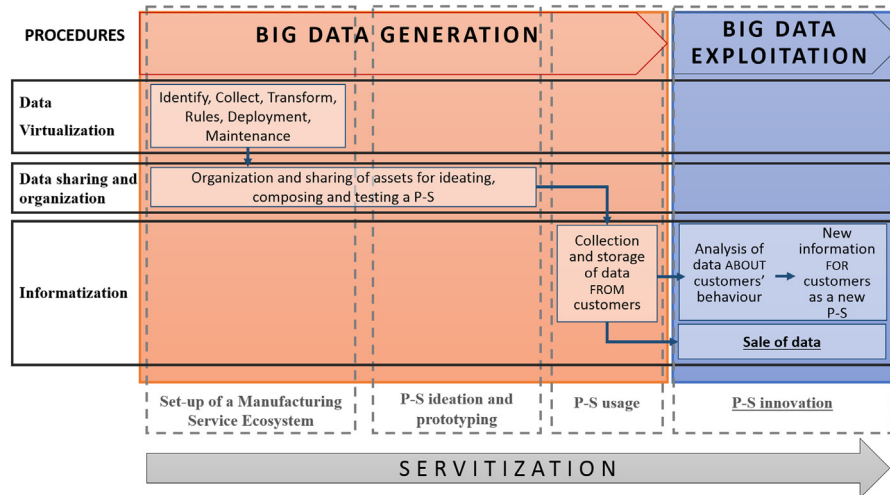 PROCEDURES
BIG DATA GENERATION
BIG DATA
EXPLOITATION
Data
Virtualization
Identify, Collect, Transform,
Rules, Deployment,
Maintenance
Data sharing and
organization
Organization and sharing of assets for ideating,
composing and testing a P-S
Informatization
Collection
and storage
of data
FROM
customers
Analysis of
data ABOUT
customers'
behaviour
New
information
FOR
customers
as a new
P-S
Sale of data
Set-up of a Manufacturing
Service Ecosystem
P-S ideation and
prototyping
P-S usage
P-S innovation
SERVITIZATION